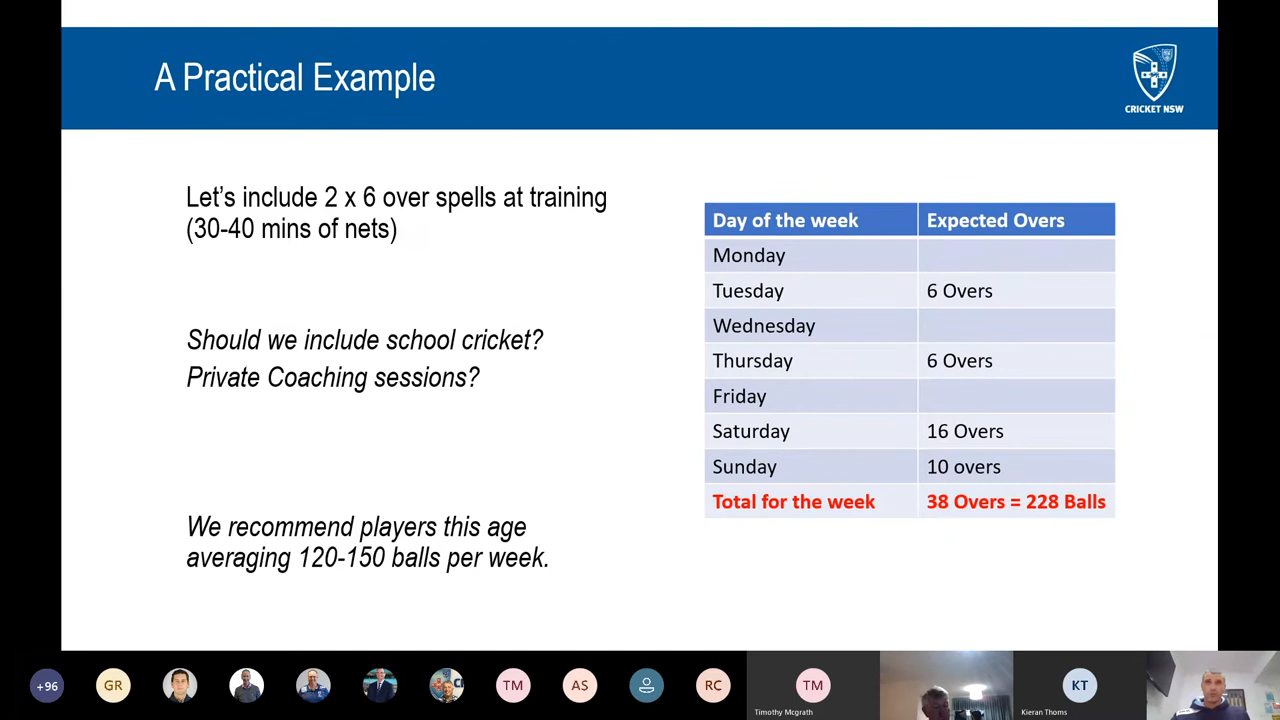 A Practical Example
CRICKET NSW
Let's include 2 x 6 over spells at training
(30-40 mins of nets)
Should we include school cricket?
Private Coaching sessions?
We recommend players this age
averaging 120-150 balls per week.
Day of the week Expected Overs
Monday
Tuesday 6 Overs
Wednesday
Thursday 6 Overs
Friday
Saturday 16 Overs
Sunday 10 overs
Total for the week 38 Overs = 228 Balls
+96 GR TM AS RC TM KT
Timothy Mcgrath Kieran Thoms